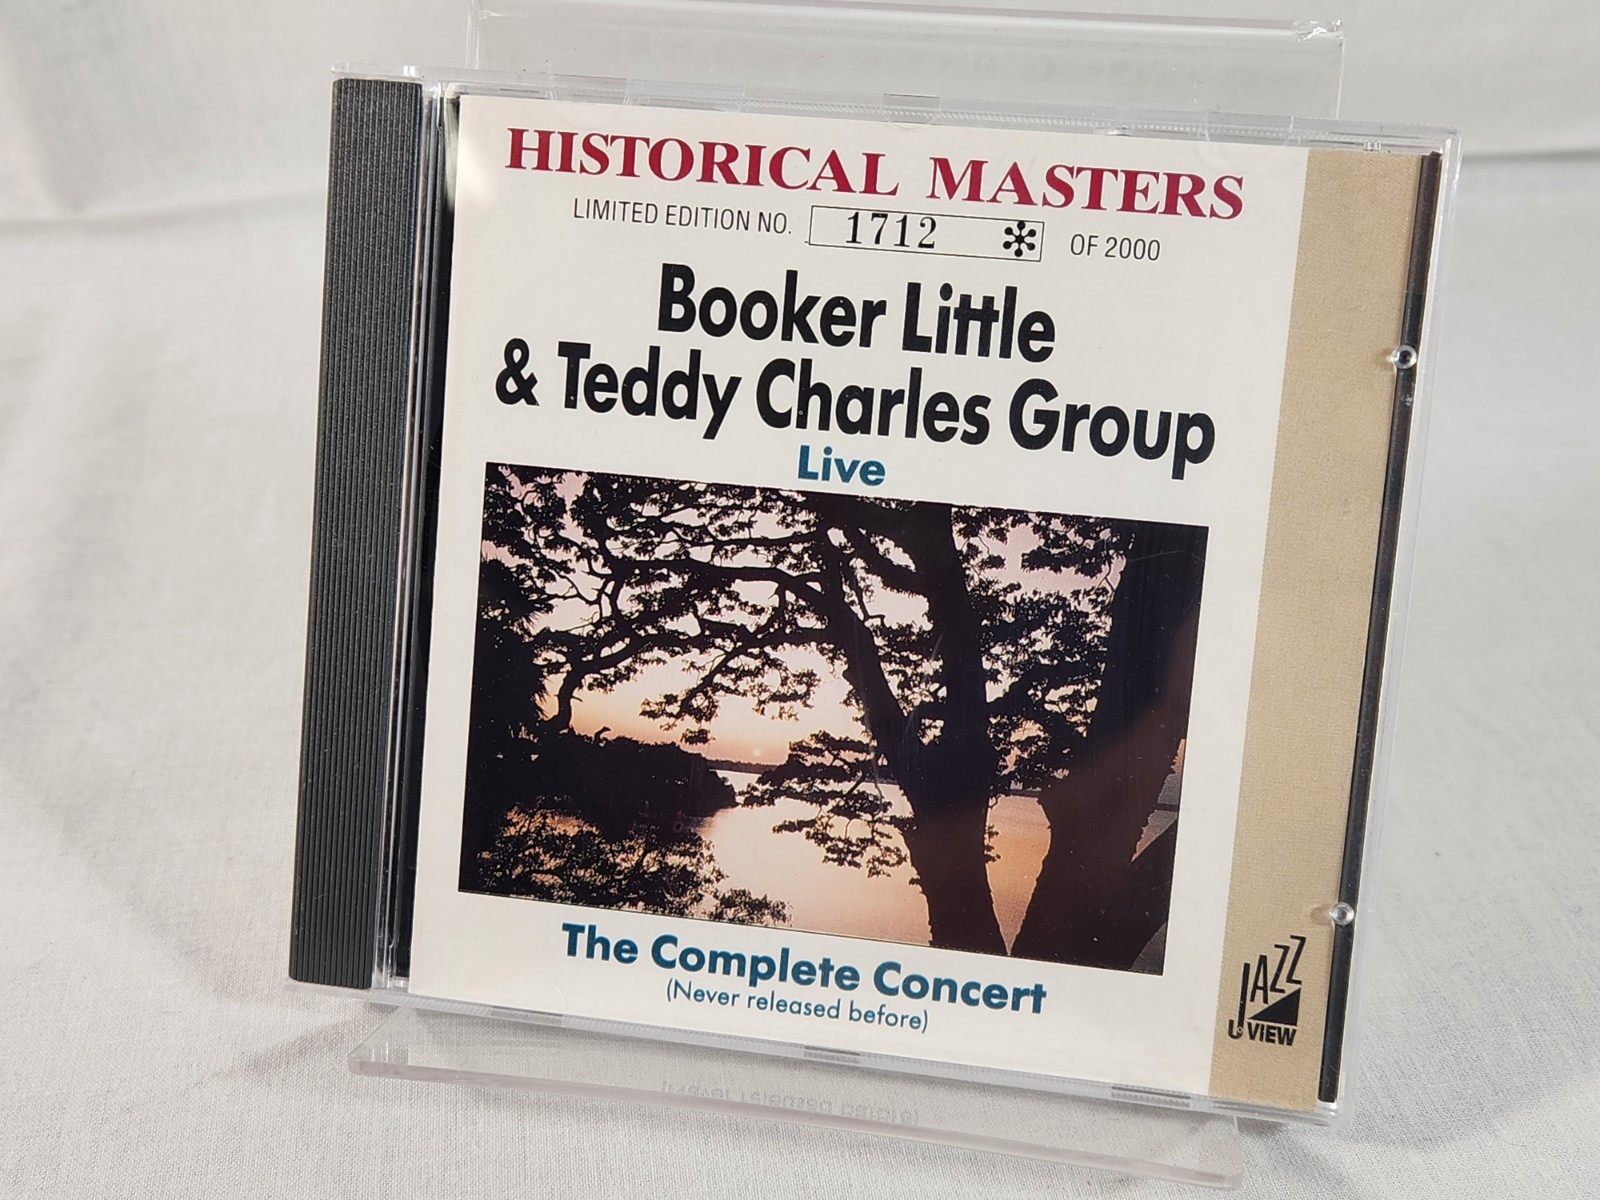 HISTORICAL MASTERS
LIMITED EDITION NO. 1712 OF 2000
Booker Little
& Teddy Charles Group
Live
The Complete Concert
(Never released before)
JAZZ
VIEW